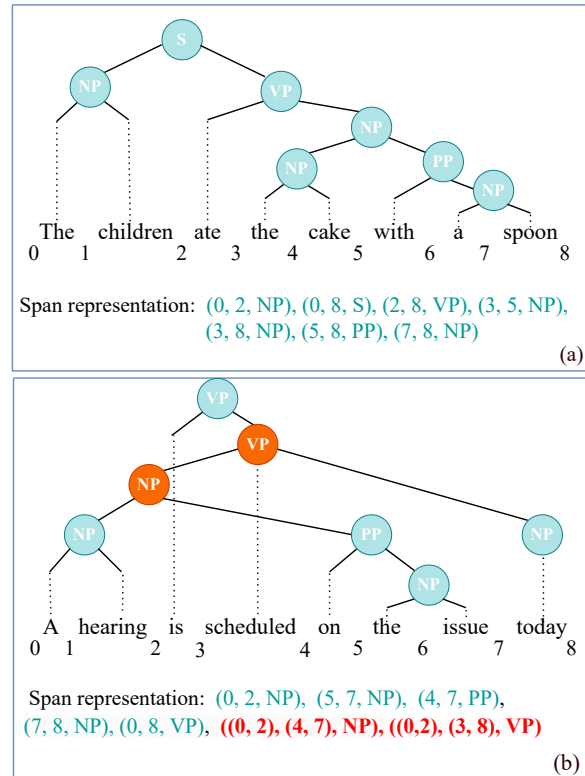 S
NP
VP
NP
NP
PP
NP
The children ate the cake with a spoon
0 1 2 3 4 5 6 7 8
Span representation: (0, 2, NP), (0, 8, S), (2, 8, VP), (3, 5, NP),
(3, 8, NP), (5, 8, PP), (7, 8, NP)
(a)
VP
VP
NP
NP
PP
NP
NP
A hearing is scheduled on the issue today
0 1 2 3 4 5 6 7 8
Span representation: (0, 2, NP), (5, 7, NP), (4, 7, PP),
(7, 8, NP), (0, 8, VP), ((0, 2), (4, 7), NP), ((0,2), (3, 8), VP)
(b)